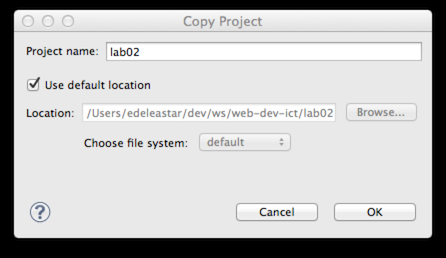 Copy Project
Project name: lab02
Use default location
Location: /Users/edeleastar/dev/ws/web-dev-ict/lab02 Browse...
Choose file system: default
? Cancel OK